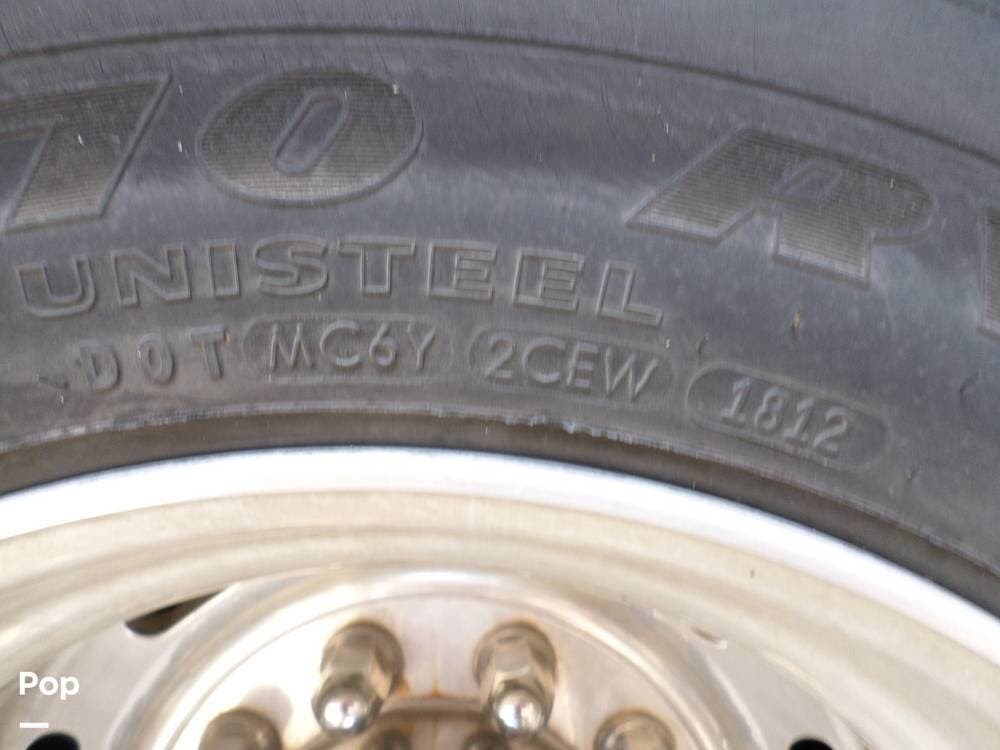 70 R
UNISTEEL
DOT MC6Y 2CEW 1812
Pop